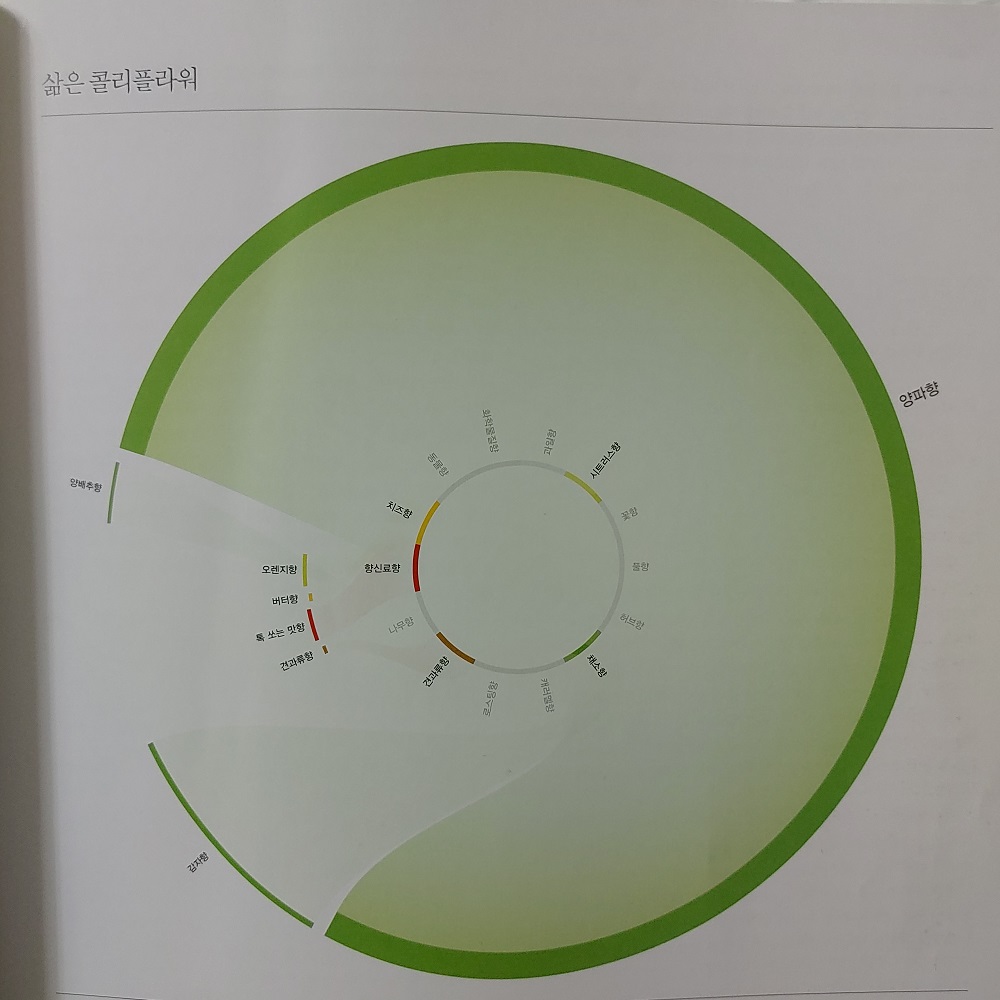 삶은 콜리플라워
양파향
양배추향
오렌지향
버터향
톡 쏘는 맛향
견과류향
감자향
화학물질향
과일향
시트러스향
꽃향
풀향
허브향
채소향
캐러멜향
로스팅향
견과류향
나무향
향신료향
치즈향
동물향